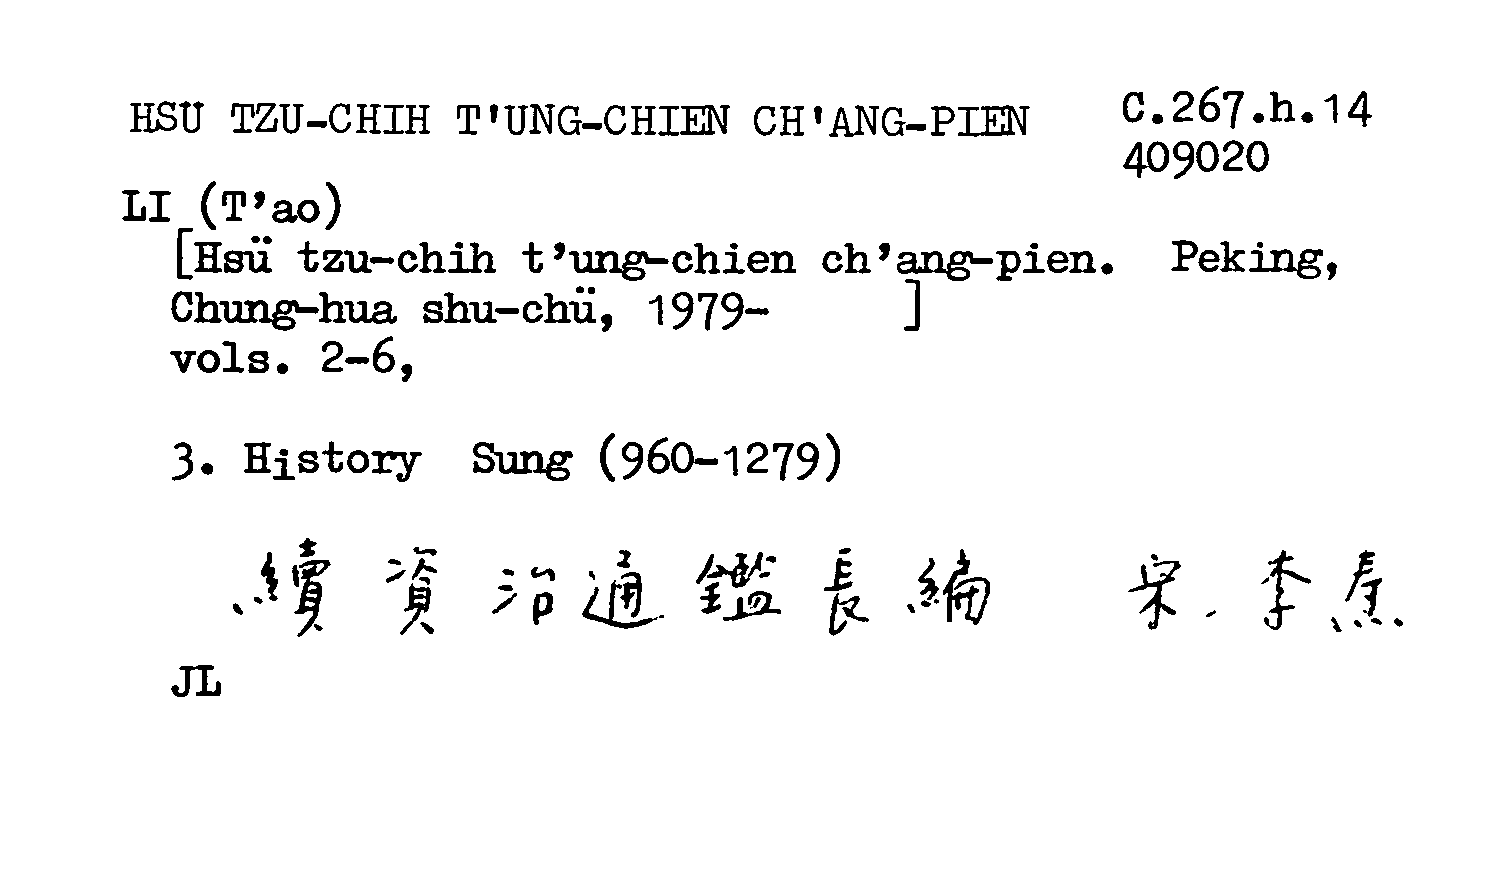 HSÜ TZU-CHIH T'UNG-CHIEN CH'ANG-PIEN
C.267.h.14
409020
LI (T'ao)
[Hsü tzu-chih t'ung-chien ch'ang-pien. Peking,
Chung-hua shu-chü, 1979- ]
vols. 2-6,
3. History Sung (960-1279)
續資治通鑑長編 宋.李焘
JL